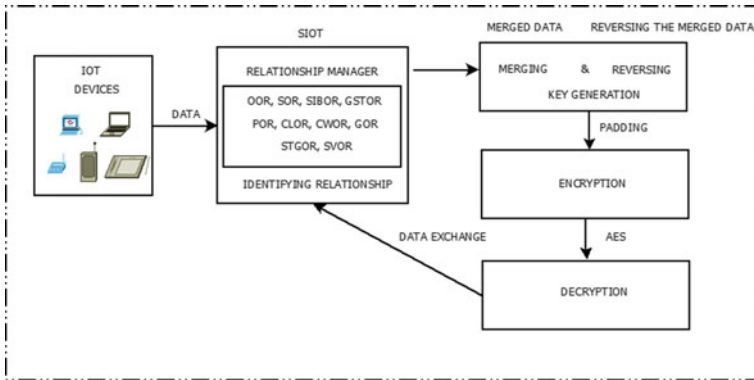 SIOT
MERGED DATA REVERSING THE MERGED DATA
IOT
DEVICES
DATA
RELATIONSHIP MANAGER
OOR, SOR, SIBOR, GSTOR
POR, CLOR, CWOR, GOR
STGOR, SVOR
IDENTIFYING RELATIONSHIP
MERGING & REVERSING
KEY GENERATION
PADDING
ENCRYPTION
AES
DATA EXCHANGE
DECRYPTION